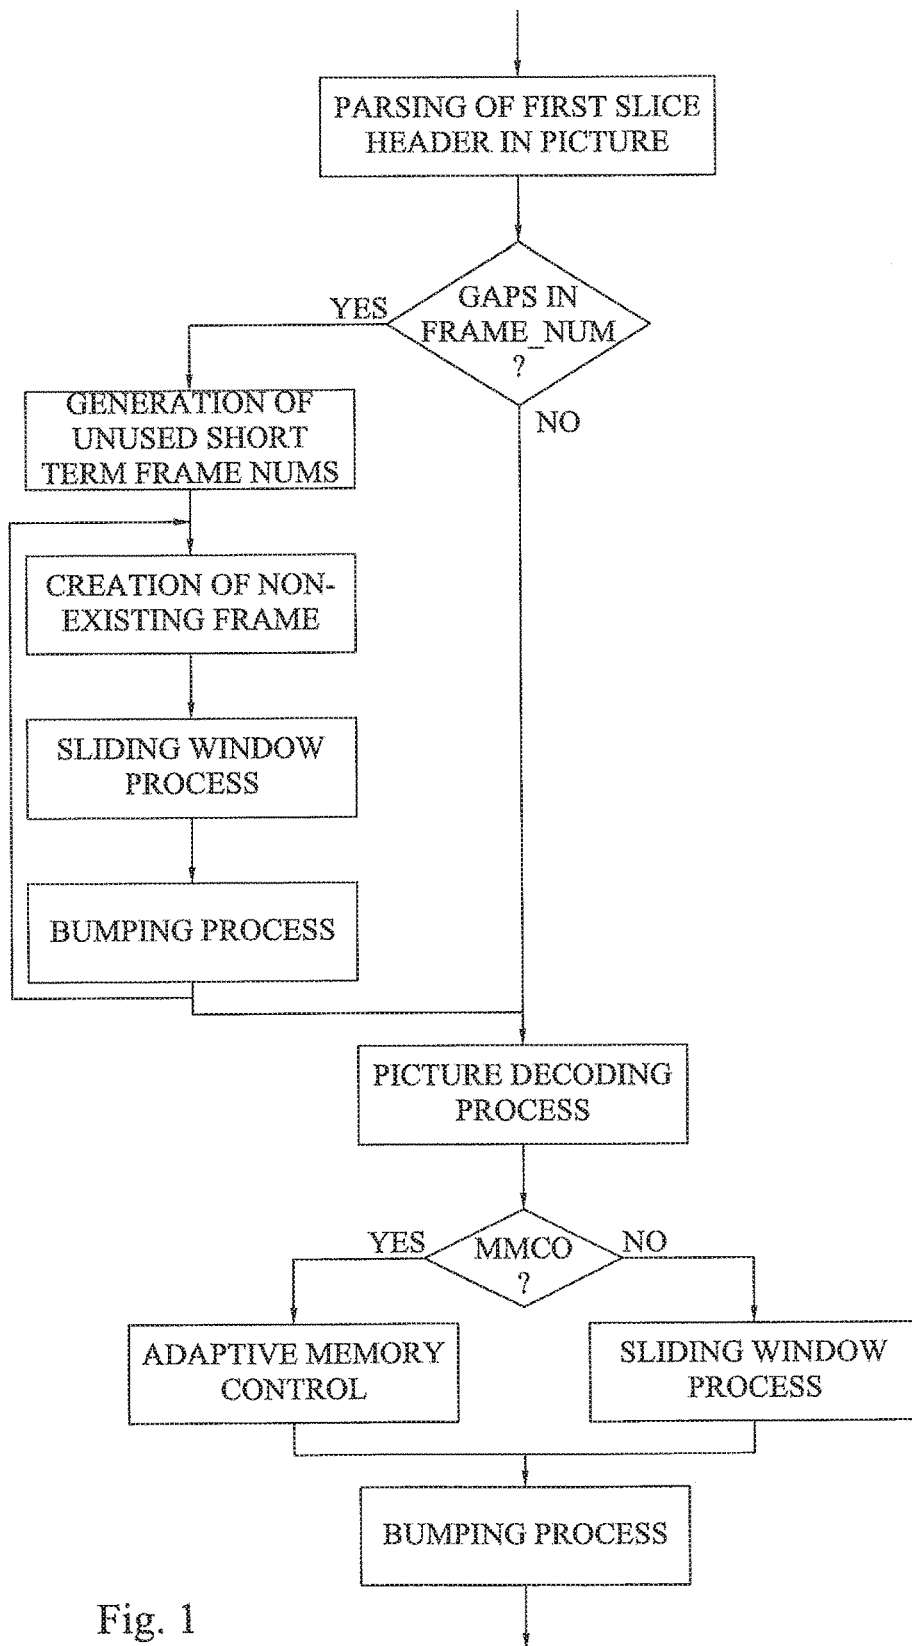 PARSING OF FIRST SLICE
HEADER IN PICTURE
GAPS IN
FRAME_NUM
?
YES
NO
GENERATION OF
UNUSED SHORT
TERM FRAME NUMS
CREATION OF NON-
EXISTING FRAME
SLIDING WINDOW
PROCESS
BUMPING PROCESS
PICTURE DECODING
PROCESS
MMCO
?
YES
NO
ADAPTIVE MEMORY
CONTROL
SLIDING WINDOW
PROCESS
BUMPING PROCESS
Fig. 1